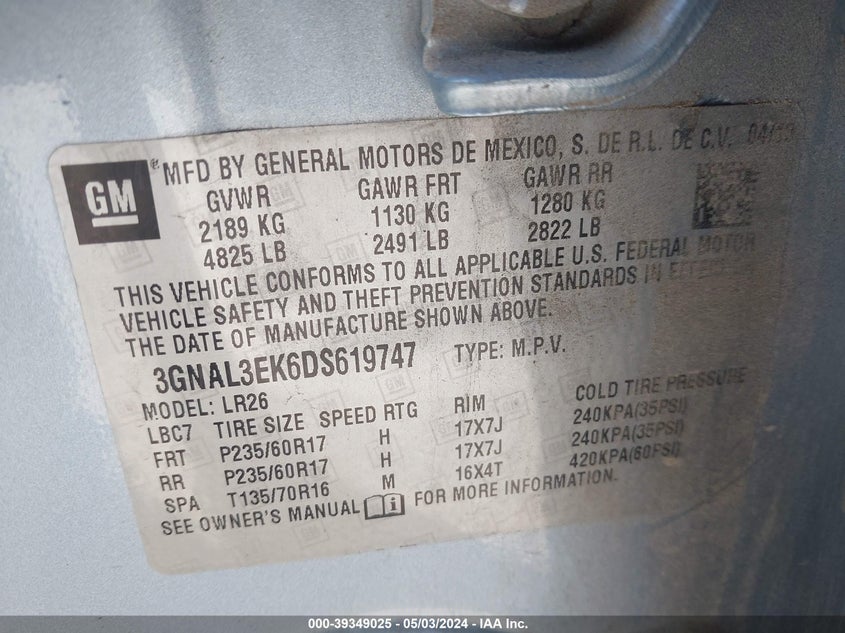 GM ® MFD BY GENERAL MOTORS DE MEXICO, S. DE R.L. DE C.V.
GVWR GAWR FRT GAWR RR
2189 KG 1130 KG 1280 KG
4825 LB 2491 LB 2822 LB
THIS VEHICLE CONFORMS TO ALL APPLICABLE U.S. FEDERAL MOTOR
VEHICLE SAFETY AND THEFT PREVENTION STANDARDS IN EFFECT
THE DATE OF MANUFACTURE SHOWN ABOVE.
3GNAL3EK6DS619747 TYPE: M.P.V.
MODEL: LR26
LBC7 TIRE SIZE SPEED RTG RIM COLD TIRE PRESSURE
FRT P235/60R17 H 17X7J 240KPA(35PSI)
RR P235/60R17 H 17X7J 240KPA(35PSI)
SPA T135/70R16 M 16X4T 420KPA(60PSI)
SEE OWNER'S MANUAL FOR MORE INFORMATION.
000-39349025 - 05/03/2024 - IAA Inc.